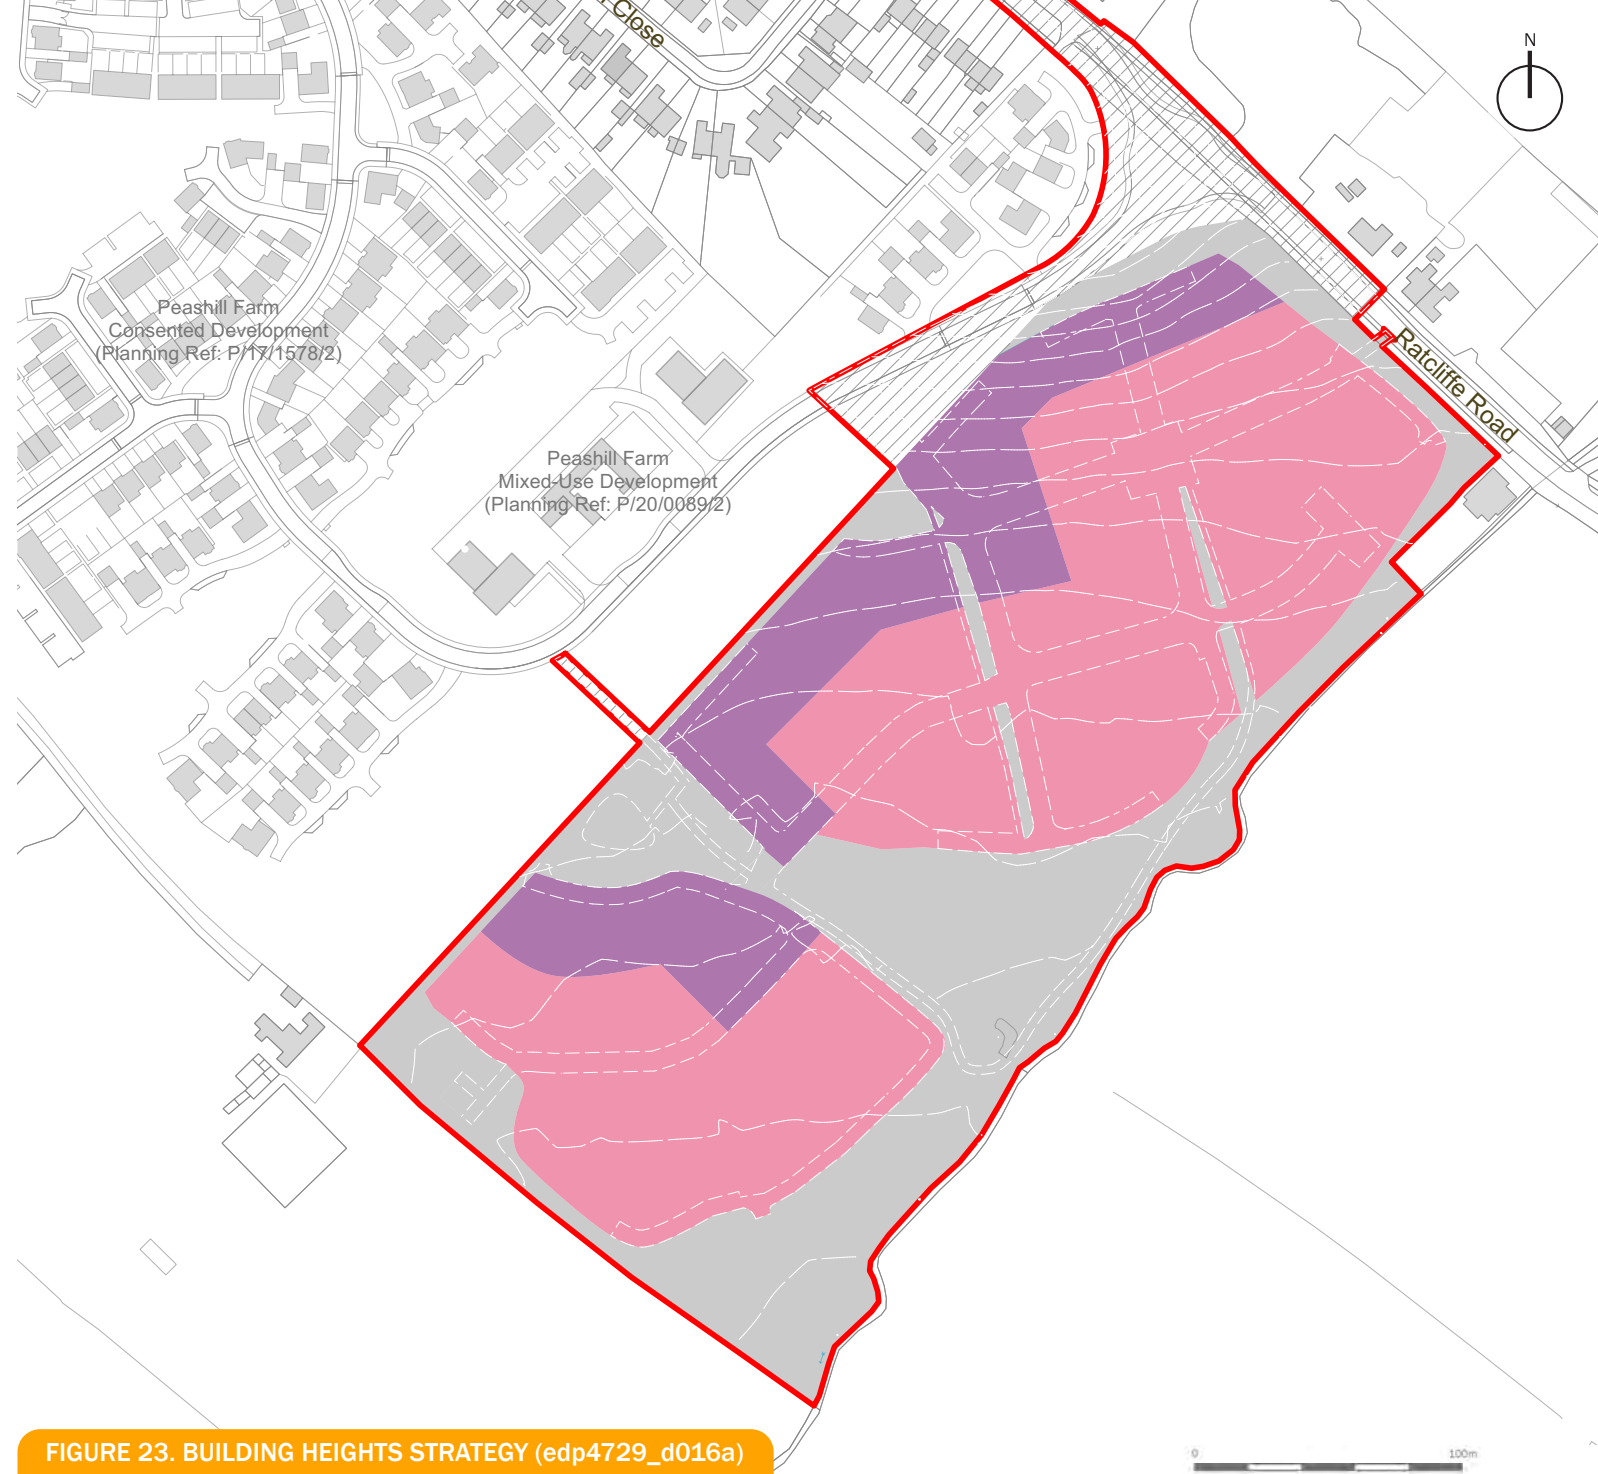 Close
N
Peashill Farm
Consented Development
(Planning Ref: P/17/1578/2)
Ratcliffe Road
Peashill Farm
Mixed-Use Development
(Planning Ref: P/20/0089/2)
FIGURE 23. BUILDING HEIGHTS STRATEGY (edp4729_d016a)
0 100m